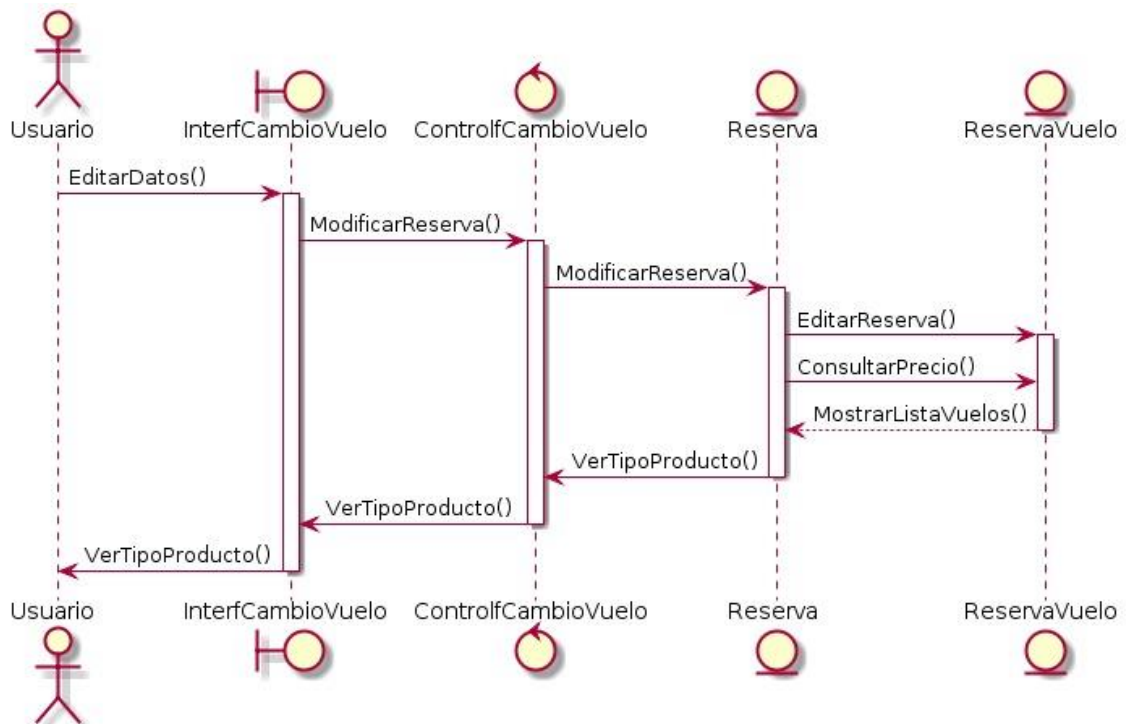 Usuario
InterfCambioVuelo
ControlfCambioVuelo
Reserva
ReservaVuelo
EditarDatos()
ModificarReserva()
ModificarReserva()
EditarReserva()
ConsultarPrecio()
MostrarListaVuelos()
VerTipoProducto()
VerTipoProducto()
VerTipoProducto()
Usuario
InterfCambioVuelo
ControlfCambioVuelo
Reserva
ReservaVuelo